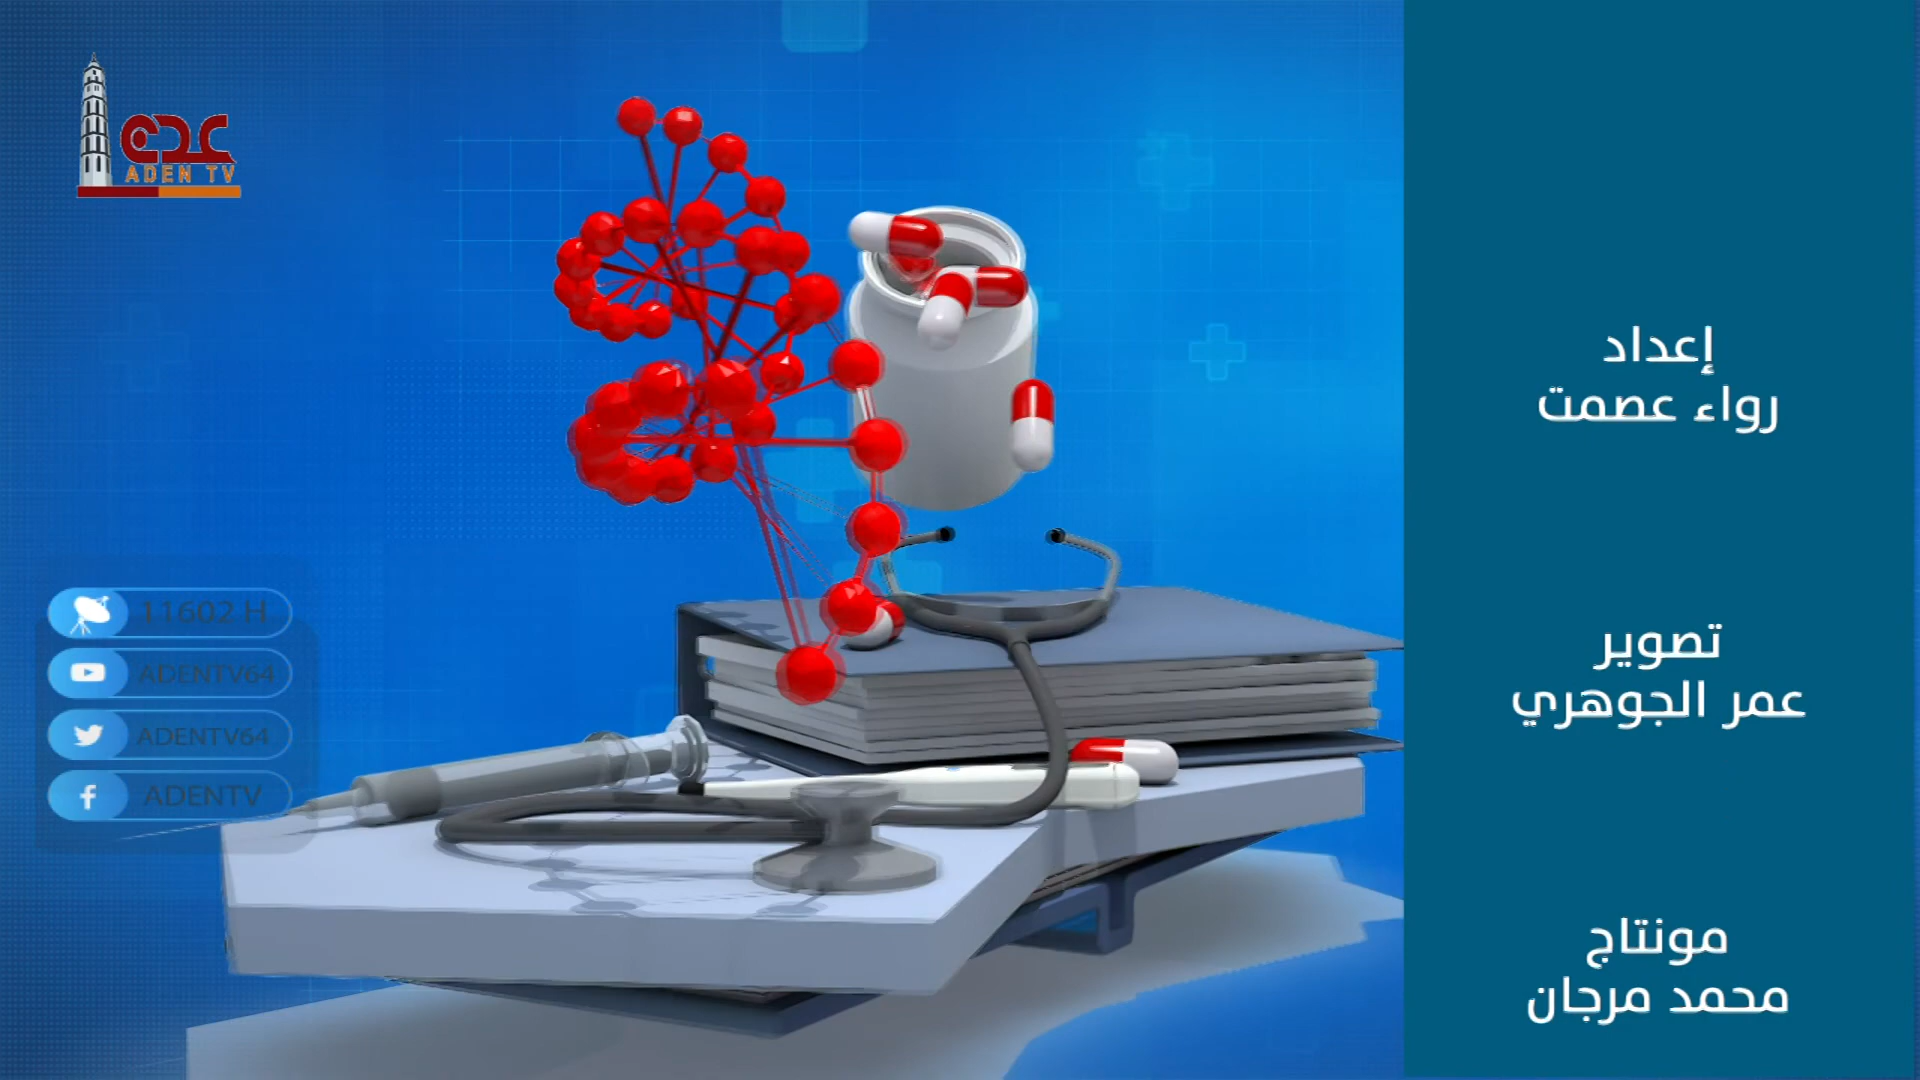 عدن
ADEN TV
11602 H
ADENTV64
ADENTV64
ADENTV
إعداد
رواء عصمت
تصوير
عمر الجوهري
مونتاج
محمد مرجان